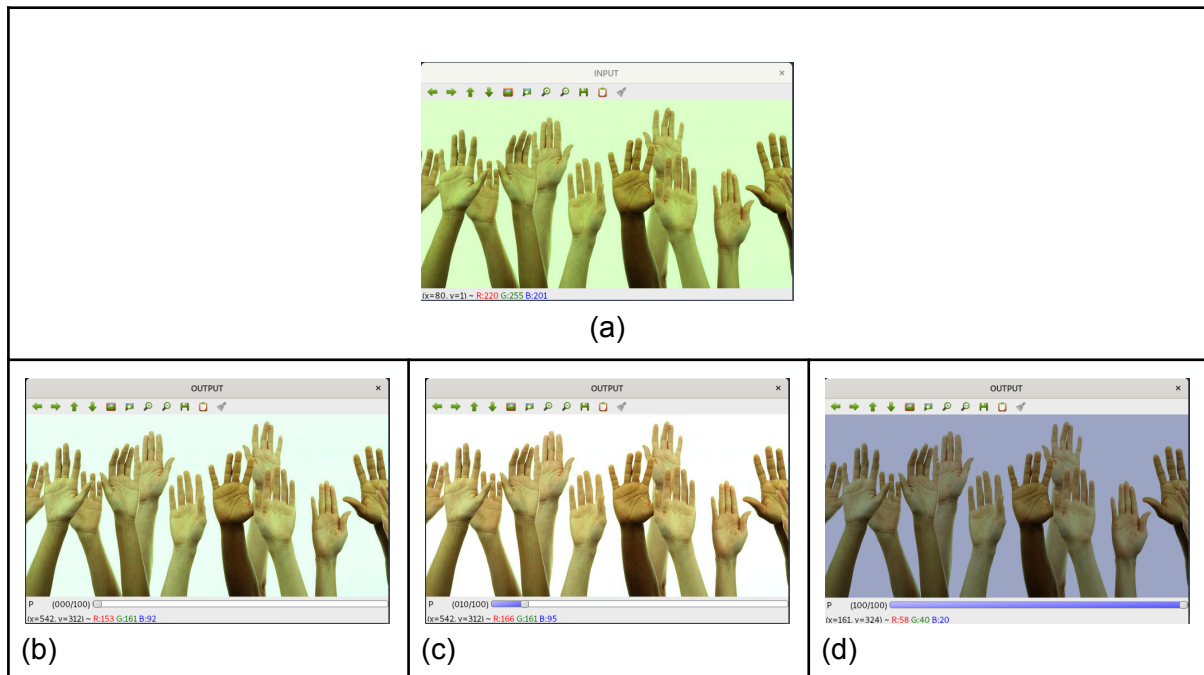 INPUT ×
(x=80, y=1) ~ R:220 G:255 B:201
(a)
OUTPUT ×
P (000/100)
(x=542, y=312) ~ R:153 G:161 B:92
(b)
OUTPUT ×
P (010/100)
(x=542, y=312) ~ R:166 G:161 B:95
(c)
OUTPUT ×
P (100/100)
(x=161, y=324) ~ R:58 G:40 B:20
(d)